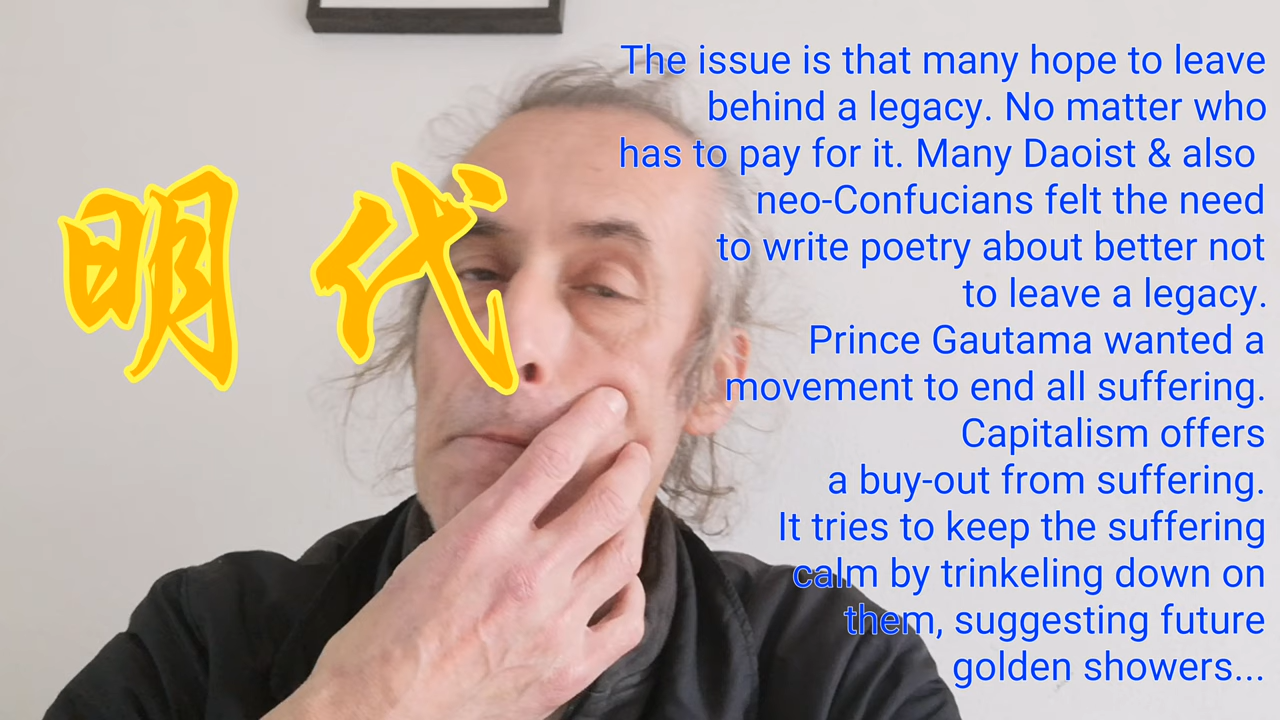 明代
The issue is that many hope to leave
behind a legacy. No matter who
has to pay for it. Many Daoist & also
neo-Confucians felt the need
to write poetry about better not
to leave a legacy.
Prince Gautama wanted a
movement to end all suffering.
Capitalism offers
a buy-out from suffering.
It tries to keep the suffering
calm by trinkeling down on
them, suggesting future
golden showers...